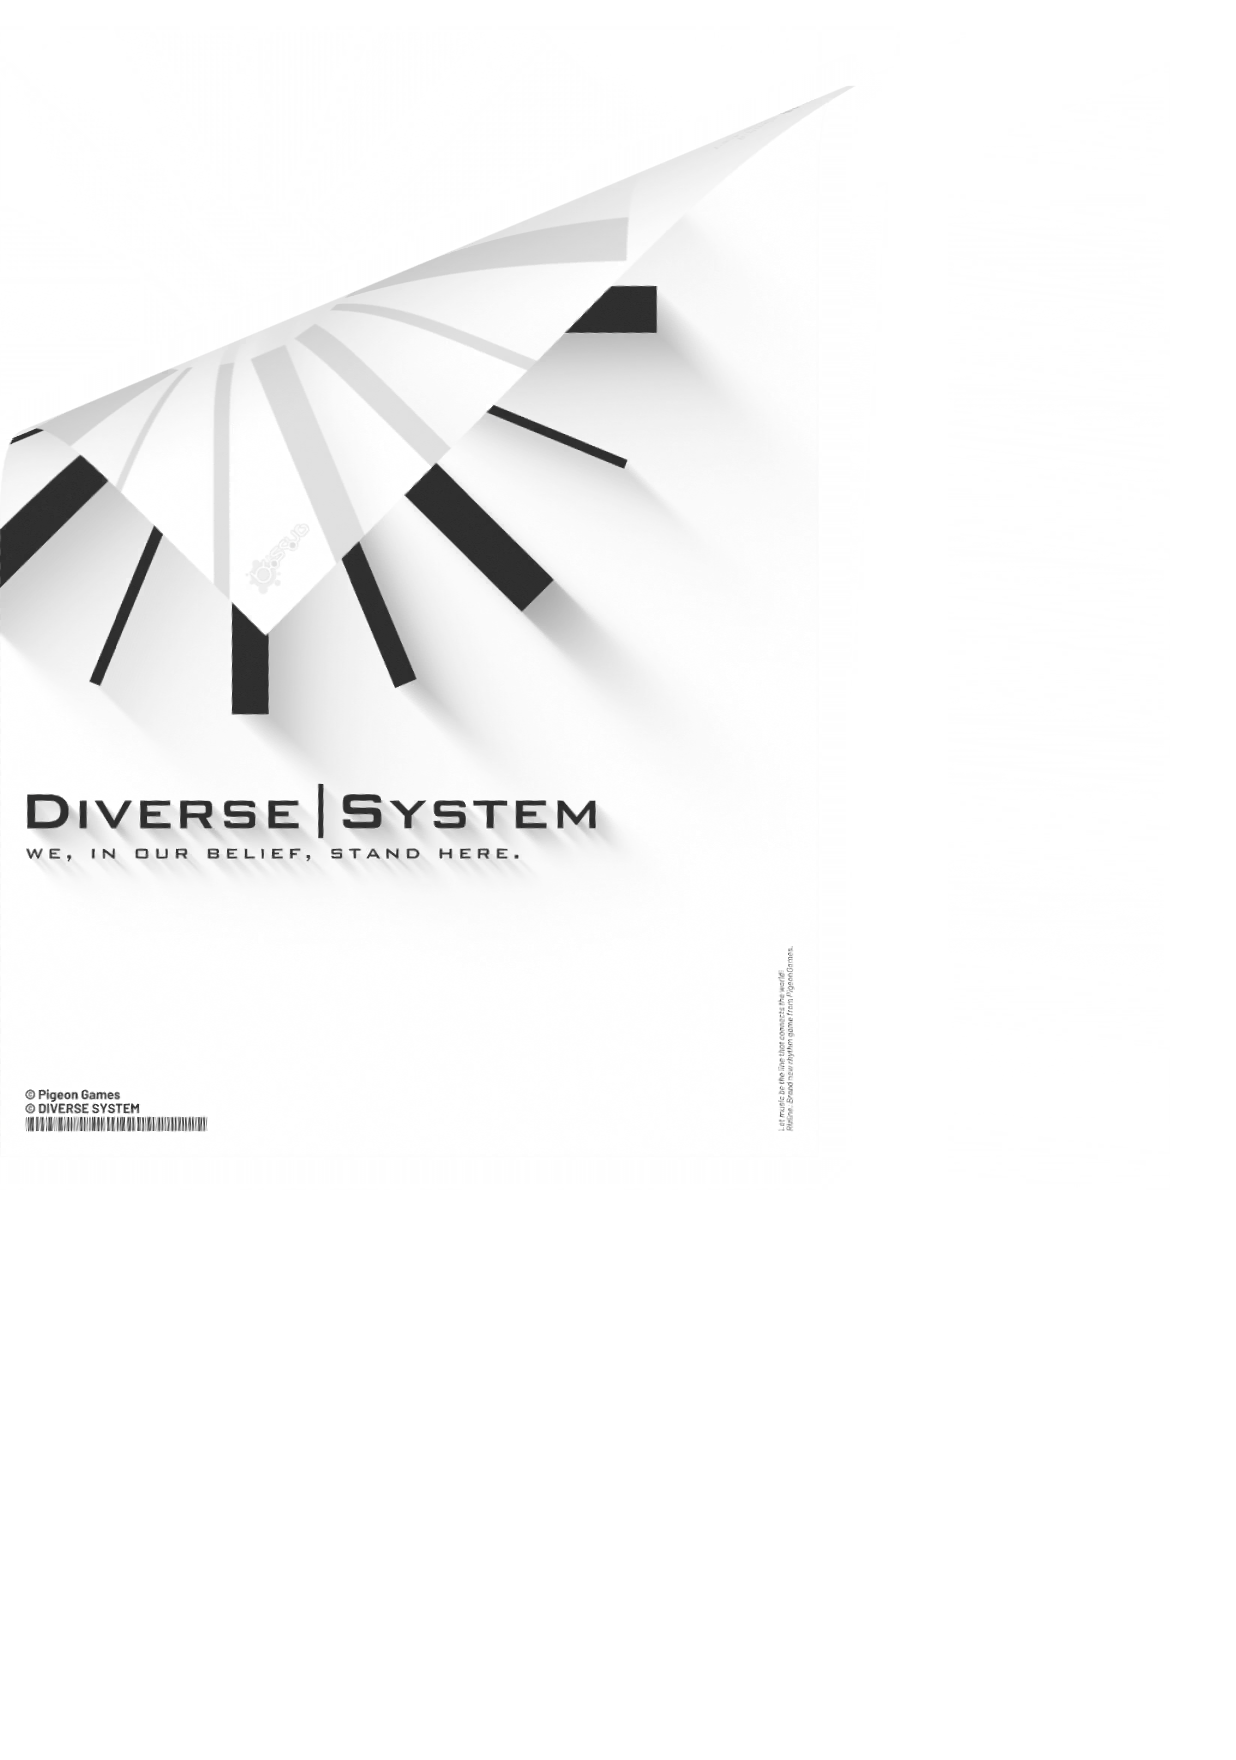 DIVERSE|SYSTEM
WE, IN OUR BELIEF, STAND HERE.
Let music be the line that connects the world!
Rteline. Brand new rhythm game from PigeonGames.
© Pigeon Games
© DIVERSE SYSTEM